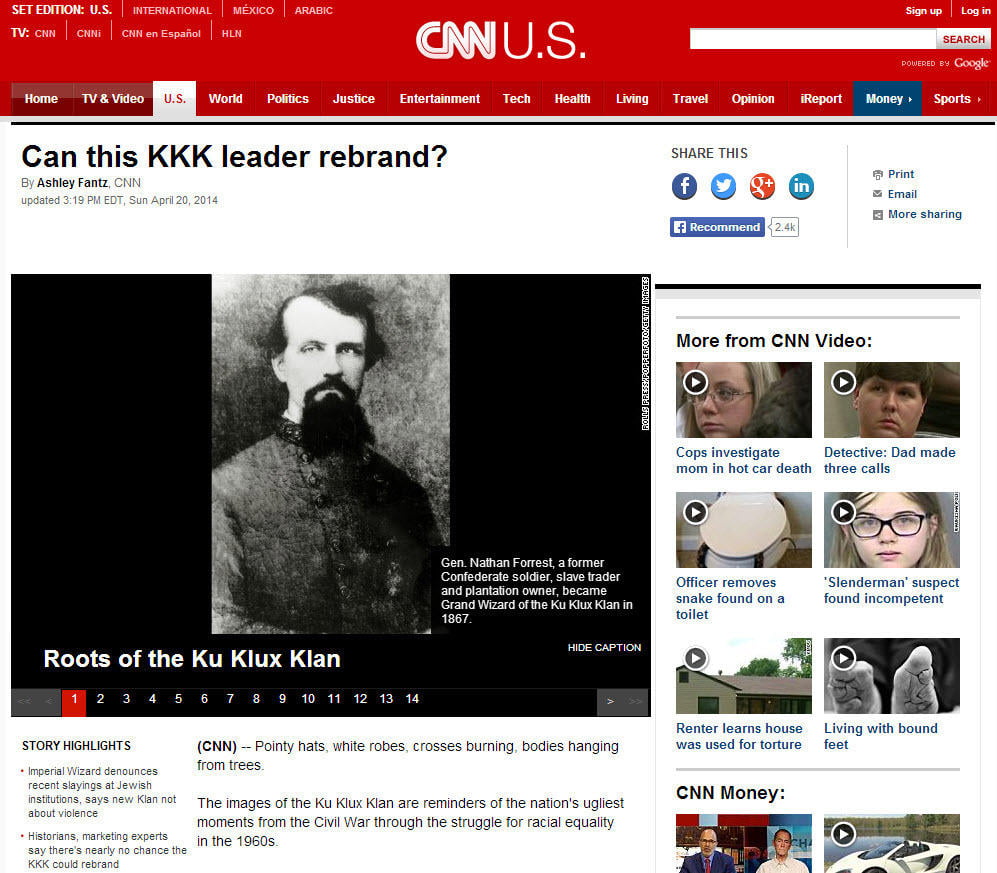 SET EDITION: U.S. INTERNATIONAL MÉXICO ARABIC
TV: CNN CNNi CNN en Español HLN
CNN U.S.
Sign up Log in
SEARCH
POWERED BY Google
Home TV & Video U.S. World Politics Justice Entertainment Tech Health Living Travel Opinion iReport Money Sports
Can this KKK leader rebrand?
By Ashley Fantz, CNN
updated 3:19 PM EDT, Sun April 20, 2014
SHARE THIS
Recommend 2.4k
Print
Email
More sharing
ROLLS PRESS/POPPERFOTO/GETTY IMAGES
Gen. Nathan Forrest, a former
Confederate soldier, slave trader
and plantation owner, became
Grand Wizard of the Ku Klux Klan in
1867.
HIDE CAPTION
Roots of the Ku Klux Klan
<< < 1 2 3 4 5 6 7 8 9 10 11 12 13 14 > >>
STORY HIGHLIGHTS
Imperial Wizard denounces
recent slayings at Jewish
institutions, says new Klan not
about violence
Historians, marketing experts
say there's nearly no chance the
KKK could rebrand
(CNN) -- Pointy hats, white robes, crosses burning, bodies hanging
from trees.
The images of the Ku Klux Klan are reminders of the nation's ugliest
moments from the Civil War through the struggle for racial equality
in the 1960s.
More from CNN Video:
Cops investigate
mom in hot car death
Detective: Dad made
three calls
Officer removes
snake found on a
toilet
'Slenderman' suspect
found incompetent
Renter learns house
was used for torture
Living with bound
feet
CNN Money: